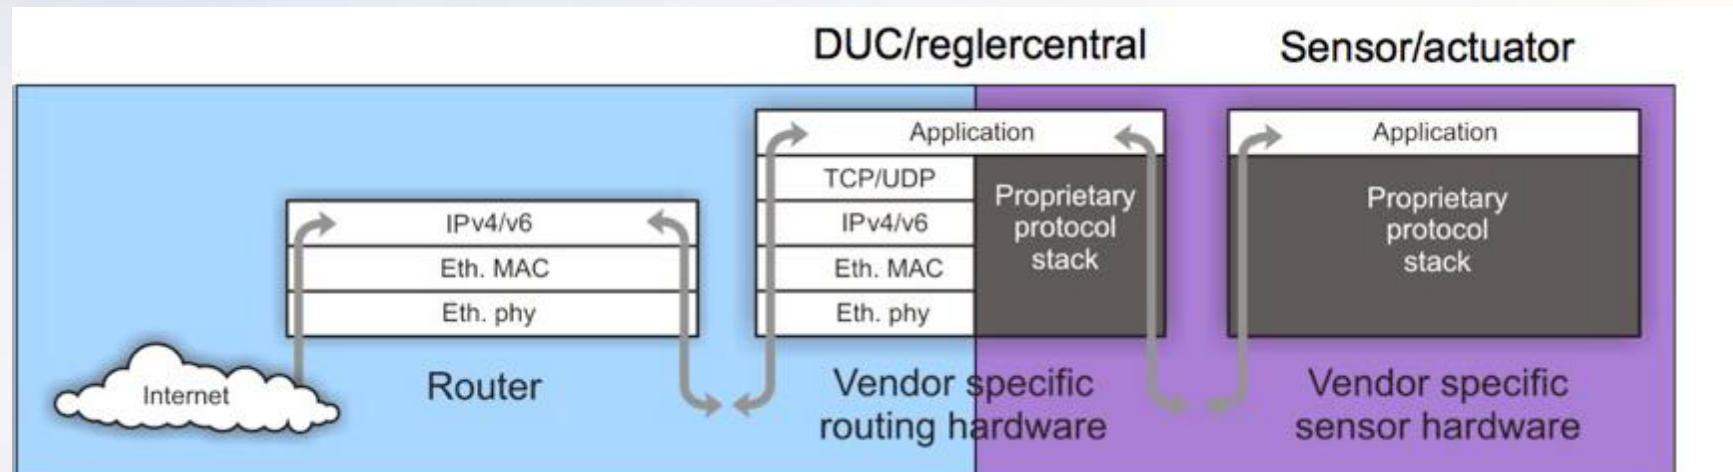 DUC/reglercentral
Sensor/actuator
Application
TCP/UDP
IPv4/v6
Eth. MAC
Eth. phy
Proprietary
protocol
stack
Application
Proprietary
protocol
stack
IPv4/v6
Eth. MAC
Eth. phy
Internet
Router
Vendor specific
routing hardware
Vendor specific
sensor hardware